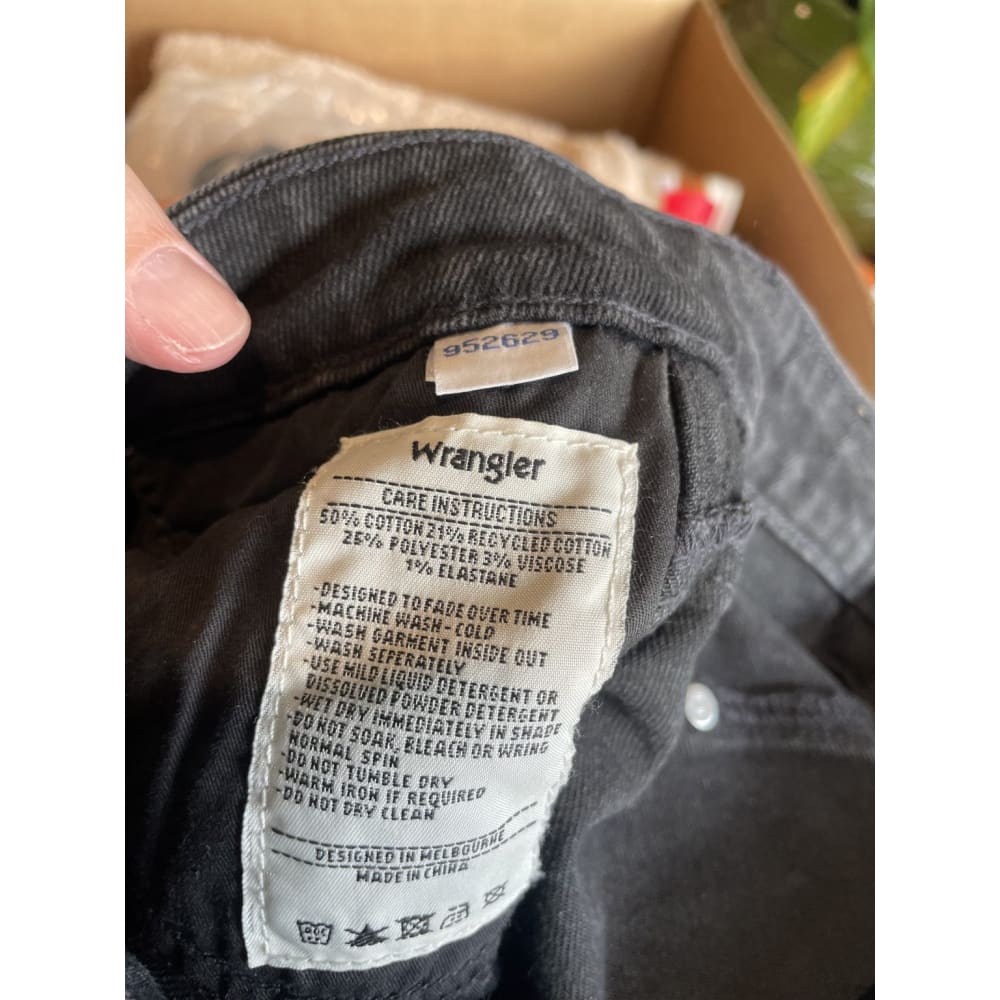 952629
Wrangler
CARE INSTRUCTIONS
50% COTTON 21% RECYCLED COTTON
25% POLYESTER 3% VISCOSE
1% ELASTANE
-DESIGNED TO FADE OVER TIME
-MACHINE WASH - COLD
-WASH GARMENT INSIDE OUT
-WASH SEPERATELY
-USE MILD LIQUID DETERGENT OR
DISSOLVED POWDER DETERGENT
-WET DRY IMMEDIATELY IN SHADE
-DO NOT SOAK, BLEACH OR WRING
NORMAL SPIN
-DO NOT TUMBLE DRY
-WARM IRON IF REQUIRED
-DO NOT DRY CLEAN
DESIGNED IN MELBOURNE
MADE IN CHINA